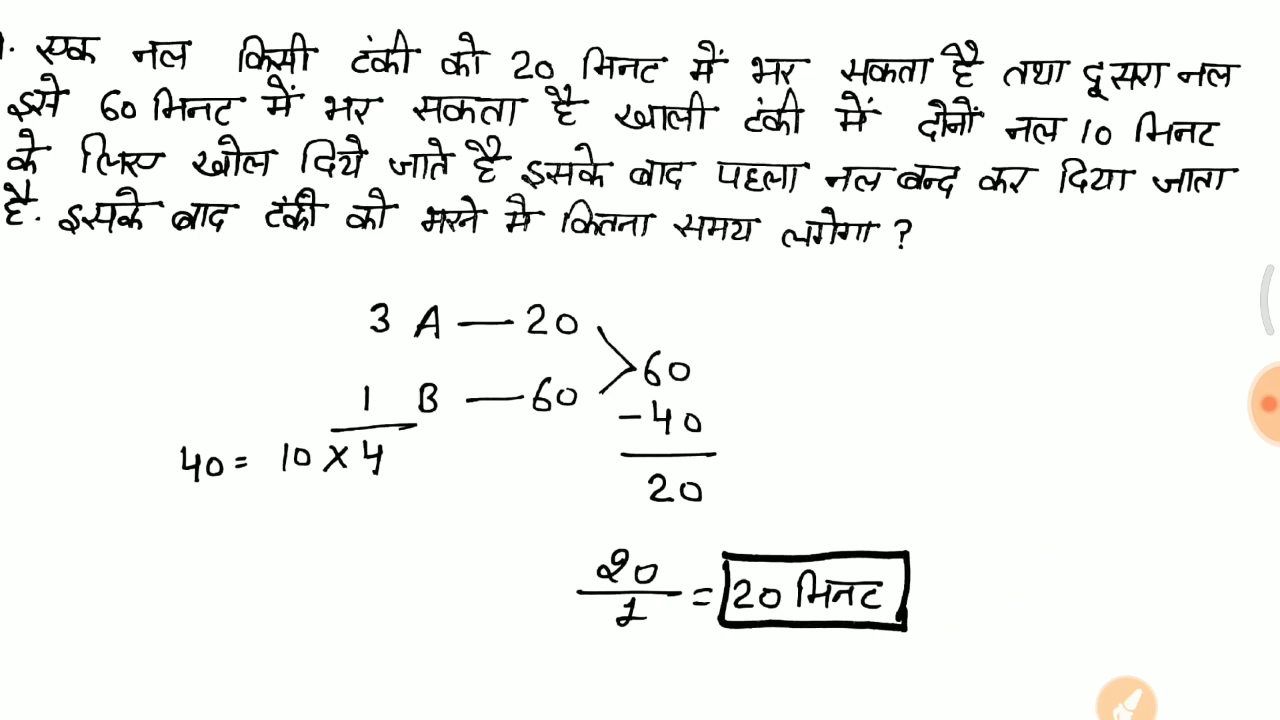 1. एक नल किसी टंकी को 20 मिनट में भर सकता है तथा दूसरा नल
इसे 60 मिनट में भर सकता है खाली टंकी में दोनों नल 10 मिनट
के लिए खोल दिये जाते है इसके बाद पहला नल बन्द कर दिया जाता
है. इसके बाद टंकी को भरने मे कितना समय लगेगा ?
3 A — 20
60
1 B — 60
- 40
40 = 10 x 4
20
20/1 = 20 मिनट